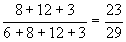 8 + 12 + 3 / 6 + 8 + 12 + 3 = 23 / 29